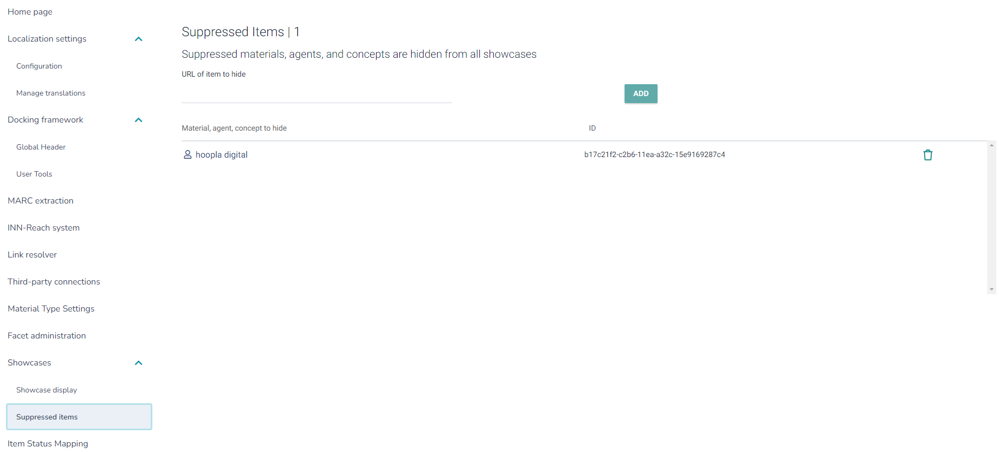 Home page
Localization settings
Configuration
Manage translations
Docking framework
Global Header
User Tools
MARC extraction
INN-Reach system
Link resolver
Third-party connections
Material Type Settings
Facet administration
Showcases
Showcase display
Suppressed items
Item Status Mapping
Suppressed Items | 1
Suppressed materials, agents, and concepts are hidden from all showcases
URL of item to hide
ADD
Material, agent, concept to hide ID
hoopla digital b17c21f2-c2b6-11ea-a32c-15e9169287c4